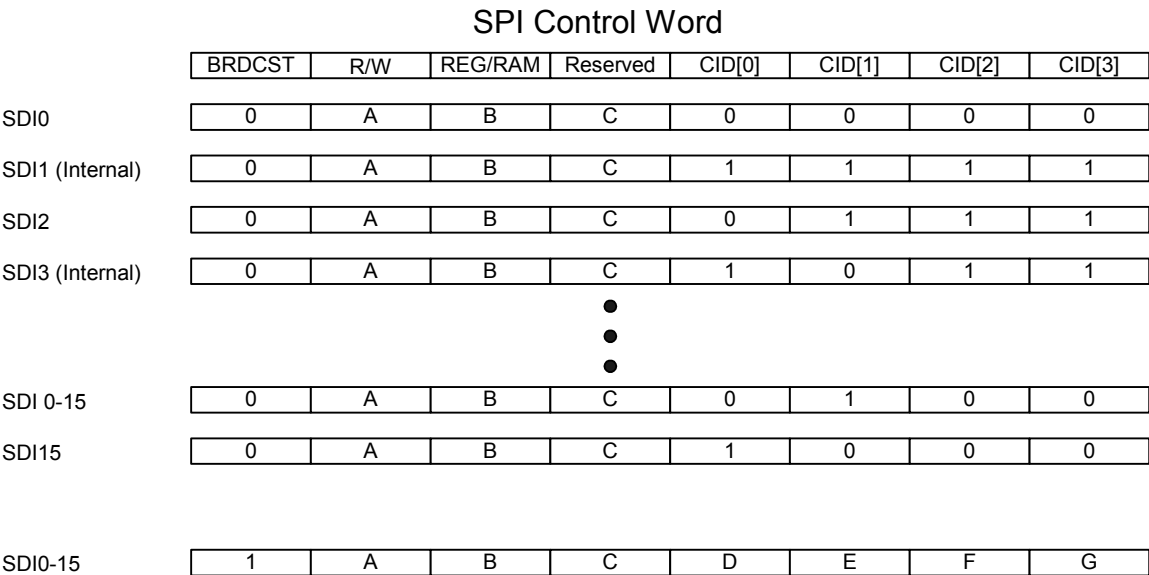 SPI Control Word
BRDCST R/W REG/RAM Reserved CID[0] CID[1] CID[2] CID[3]
SDI0 0 A B C 0 0 0 0
SDI1 (Internal) 0 A B C 1 1 1 1
SDI2 0 A B C 0 1 1 1
SDI3 (Internal) 0 A B C 1 0 1 1
SDI 0-15 0 A B C 0 1 0 0
SDI15 0 A B C 1 0 0 0
SDI0-15 1 A B C D E F G